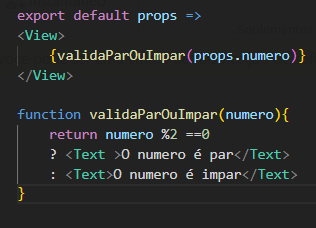 export default props =>
<View>
    {validaParOuImpar(props.numero)}
</View>

function validaParOuImpar(numero){
    return numero %2 ==0
    ? <Text >O numero é par</Text>
    : <Text>O numero é impar</Text>
}